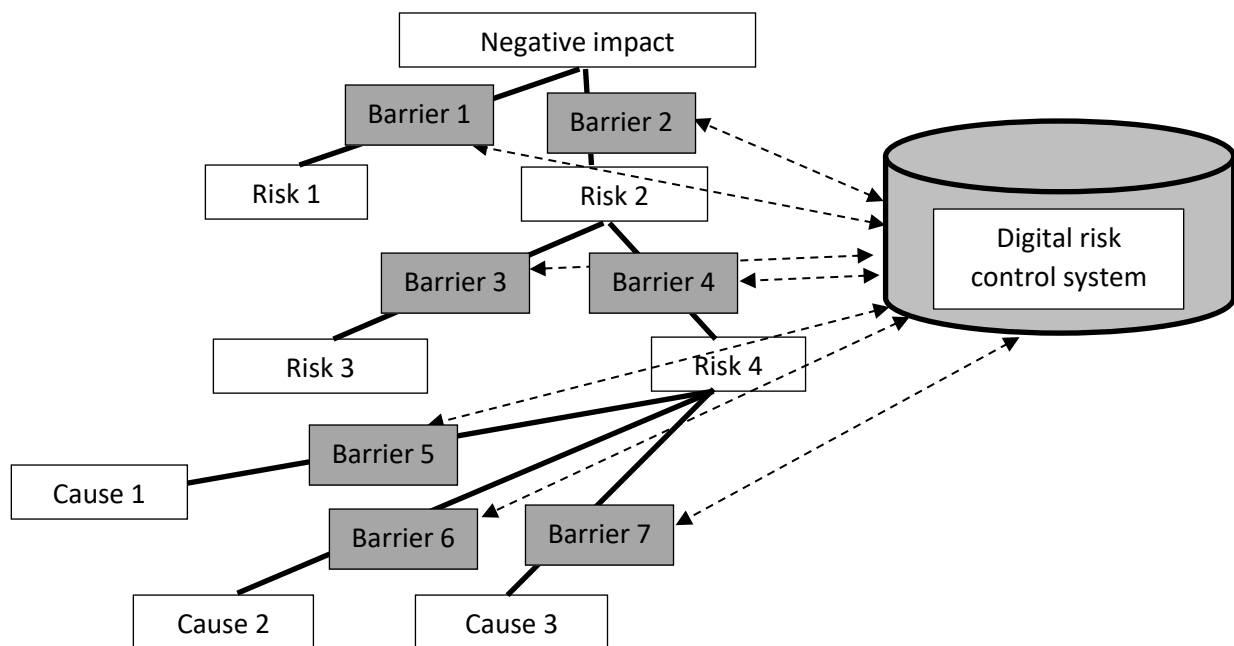 Negative impact
Barrier 1
Barrier 2
Risk 1
Risk 2
Digital risk
control system
Barrier 3
Barrier 4
Risk 3
Risk 4
Barrier 5
Cause 1
Barrier 6
Barrier 7
Cause 2
Cause 3